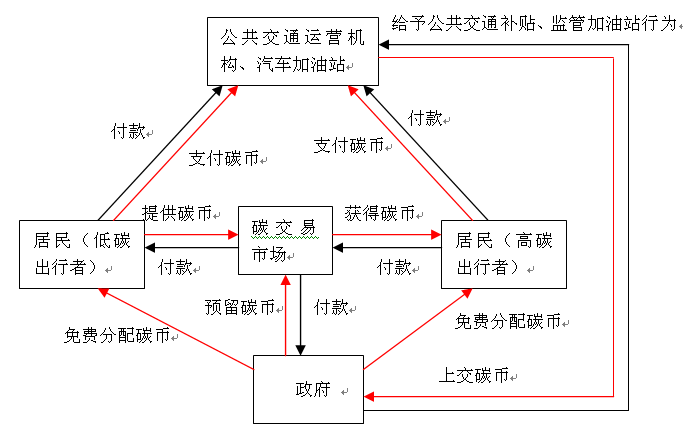 给予公共交通补贴、监管加油站行为
公共交通运营机
构、汽车加油站
付款
付款
支付碳币
支付碳币
提供碳币
获得碳币
居民（低碳
出行者）
碳交易
市场
居民（高碳
出行者）
付款
付款
预留碳币
付款
免费分配碳币
免费分配碳币
政府
上交碳币